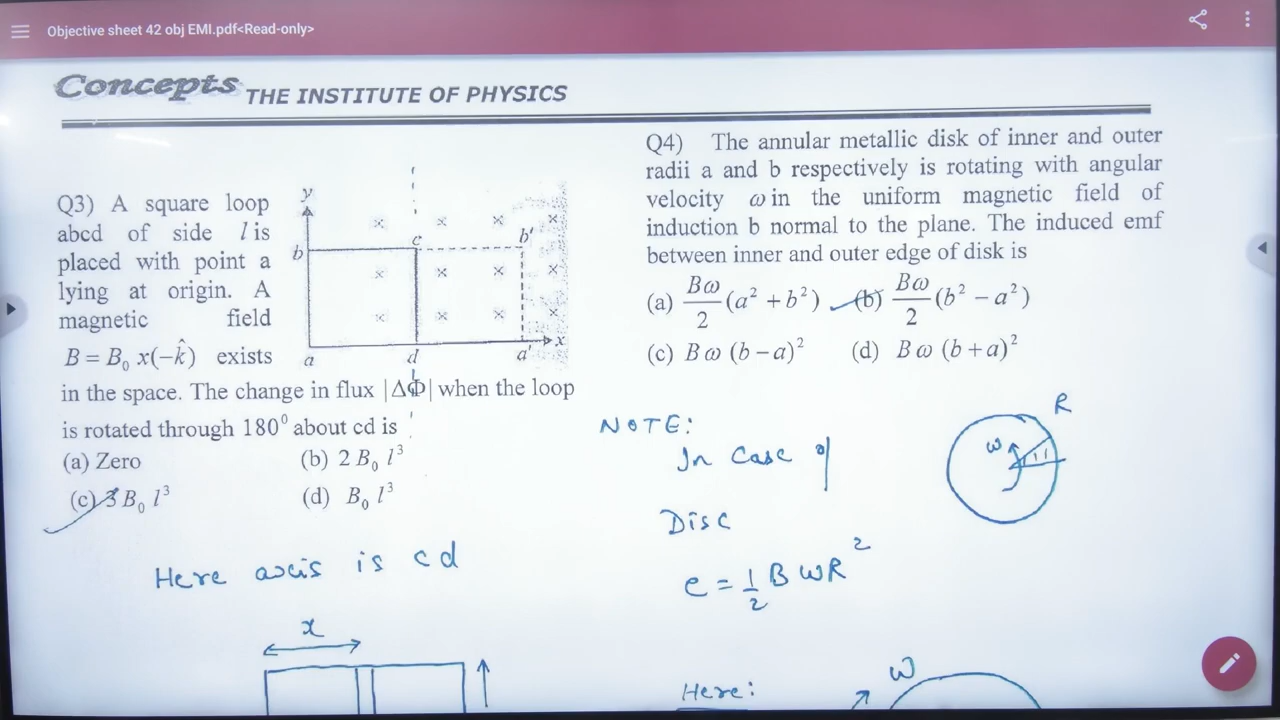 Objective sheet 42 obj EMI.pdf<Read-only>
Concepts THE INSTITUTE OF PHYSICS
Q3) A square loop
abcd of side l is
placed with point a
lying at origin. A
magnetic field
B = B₀ x(−k̂) exists
in the space. The change in flux |ΔΦ| when the loop
is rotated through 180⁰ about cd is
(a) Zero (b) 2 B₀ l³
(c) 3 B₀ l³ (d) B₀ l³
y
× × × ×
b c b'
× × × ×
× × × ×
a d a' x
Here axis is cd
x
Q4) The annular metallic disk of inner and outer
radii a and b respectively is rotating with angular
velocity ω in the uniform magnetic field of
induction b normal to the plane. The induced emf
between inner and outer edge of disk is
(a) Bω/2 (a² + b²) (b) Bω/2 (b² − a²)
(c) Bω (b − a)² (d) Bω (b + a)²
NOTE:
In Case of
Disc
e = 1/2 B ωR²
R
ω
Here:
ω